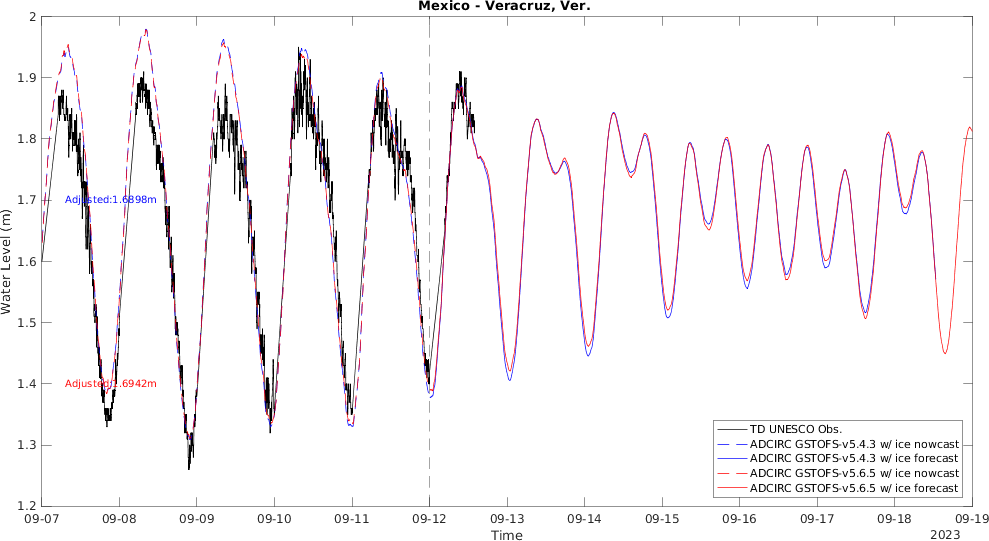 Mexico - Veracruz, Ver.
2
1.9
1.8
1.7
1.6
1.5
1.4
1.3
1.2
Water Level (m)
Adjusted:1.6898m
Adjusted:1.6942m
TD UNESCO Obs.
ADCIRC GSTOFS-v5.4.3 w/ ice nowcast
ADCIRC GSTOFS-v5.4.3 w/ ice forecast
ADCIRC GSTOFS-v5.6.5 w/ ice nowcast
ADCIRC GSTOFS-v5.6.5 w/ ice forecast
09-07 09-08 09-09 09-10 09-11 09-12 09-13 09-14 09-15 09-16 09-17 09-18 09-19
Time
2023